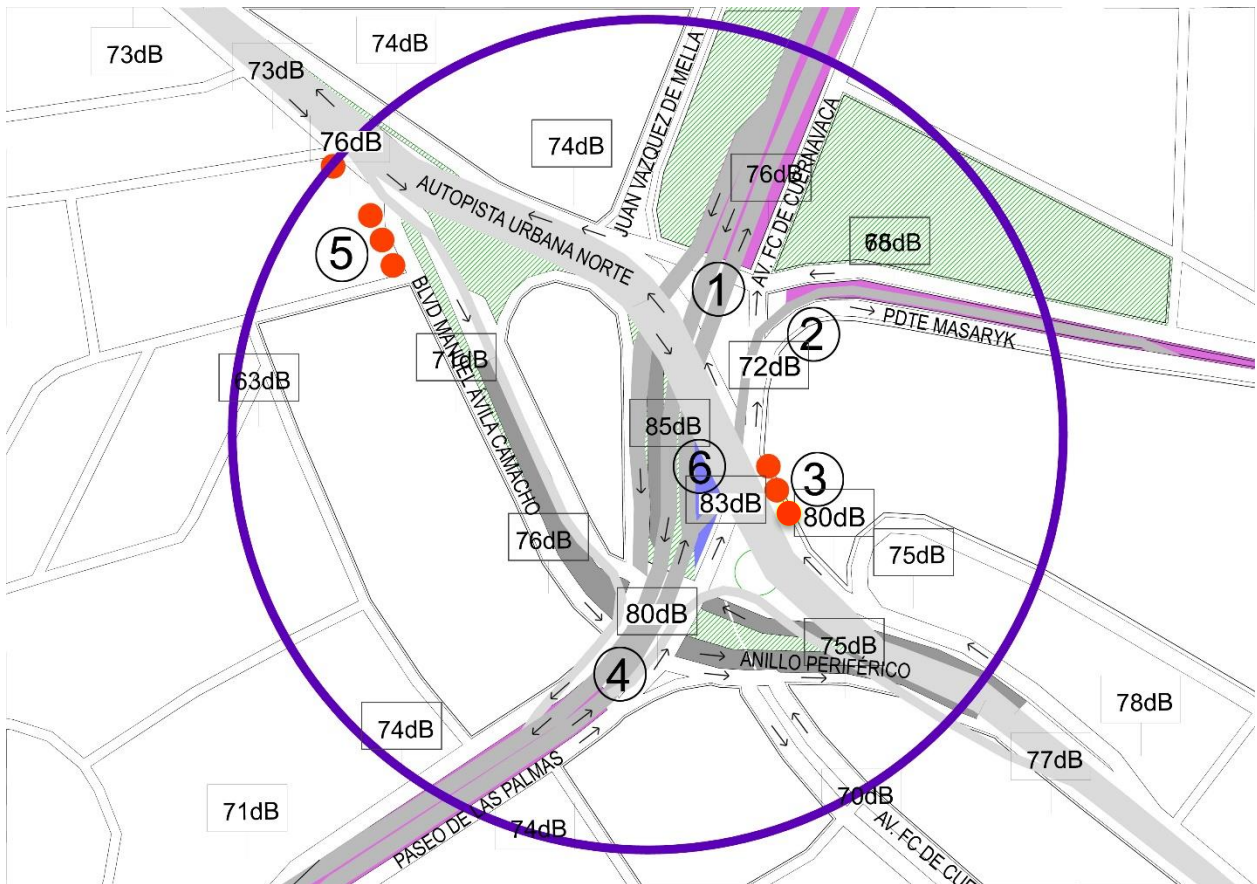 74dB
73dB
73dB
76dB
74dB
JUAN VAZQUEZ DE MELLA
AV. FC DE CUERNAVACA
76dB
AUTOPISTA URBANA NORTE
5
1
2
PDTE MASARYK
BLVD MANUEL AVILA CAMACHO
71dB
63dB
72dB
85dB
6
3
83dB
80dB
76dB
75dB
80dB
75dB
ANILLO PERIFÉRICO
4
74dB
78dB
77dB
71dB
PASEO DE LAS PALMAS
74dB
70dB
AV. FC DE CUE